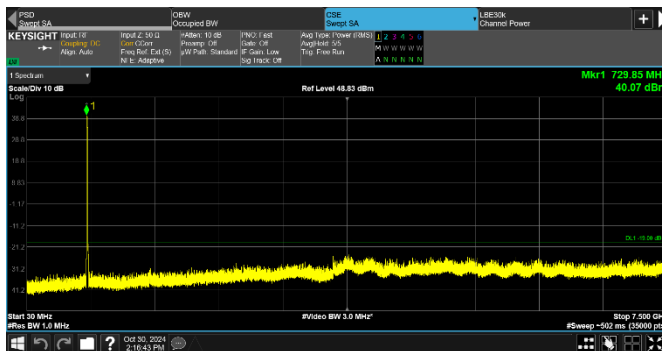 PSD
Swept SA
OBW
Occupied BW
CSE
Swept SA
LBE30k
Channel Power
KEYSIGHT
Input: RF
Coupling: DC
Align: Auto
Input Z: 50 Ω
Corr CCorr
Freq Ref: Ext (S)
NFE: Adaptive
#Atten: 10 dB
Preamp: Off
µW Path: Standard
PNO: Fast
Gate: Off
IF Gain: Low
Sig Track: Off
Avg Type: Power (RMS)
Avg|Hold: 5/5
Trig: Free Run
1 2 3 4 5 6
M W W W W W
A N N N N N
1 Spectrum
Scale/Div 10 dB
Log
Ref Level 48.83 dBm
Mkr1 729.85 MH
40.07 dBr
1
38.8
28.8
18.8
8.83
-1.17
-11.2
-21.2
-31.2
-41.2
Start 30 MHz
#Res BW 1.0 MHz
#Video BW 3.0 MHz*
Stop 7.500 GH
#Sweep ~502 ms (35000 pts
Oct 30, 2024
2:16:43 PM